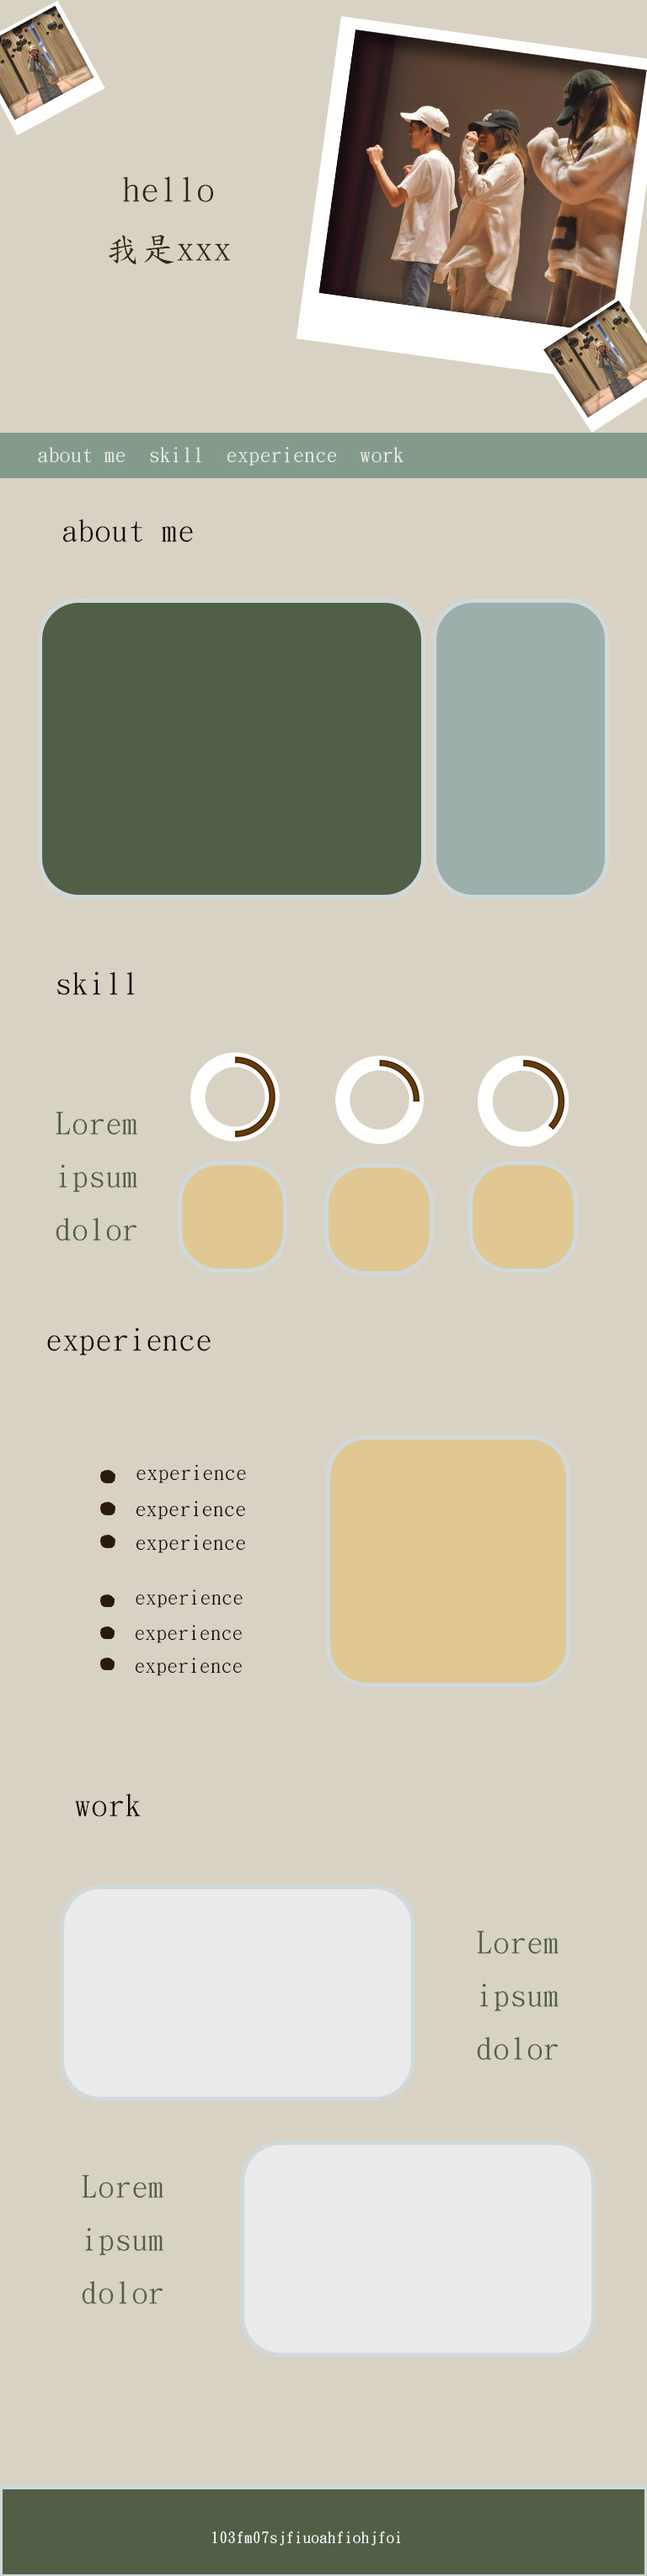 hello
我是xxx
about me skill experience work
about me
skill
Lorem
ipsum
dolor
experience
experience
experience
experience
experience
experience
experience
work
Lorem
ipsum
dolor
Lorem
ipsum
dolor
103fm07sjfiuoahfiohjfoi